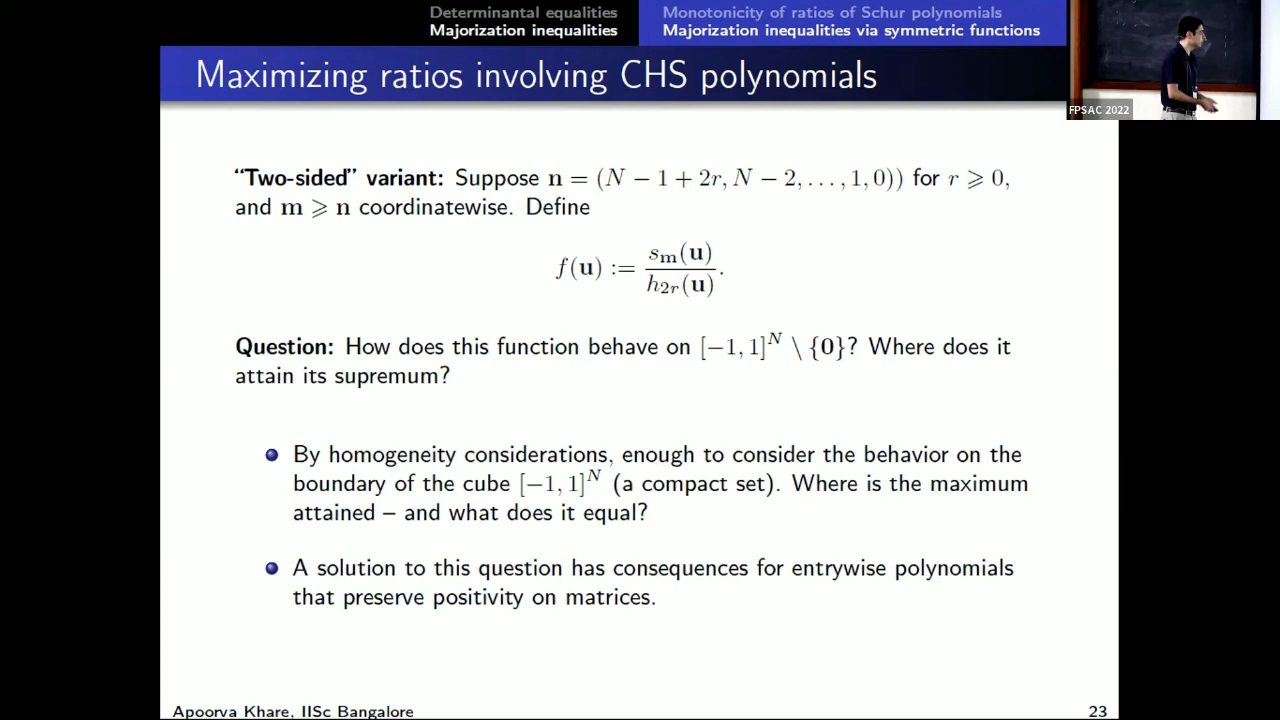 Determinantal equalities
Majorization inequalities
Monotonicity of ratios of Schur polynomials
Majorization inequalities via symmetric functions
Maximizing ratios involving CHS polynomials
FPSAC 2022
“Two-sided” variant: Suppose n = (N − 1 + 2r, N − 2, . . . , 1, 0)) for r ⩾ 0,
and m ⩾ n coordinatewise. Define
f(u) := s_m(u) / h_{2r}(u).
Question: How does this function behave on [−1, 1]^N \ {0}? Where does it
attain its supremum?
By homogeneity considerations, enough to consider the behavior on the
boundary of the cube [−1, 1]^N (a compact set). Where is the maximum
attained – and what does it equal?
A solution to this question has consequences for entrywise polynomials
that preserve positivity on matrices.
Apoorva Khare, IISc Bangalore
23